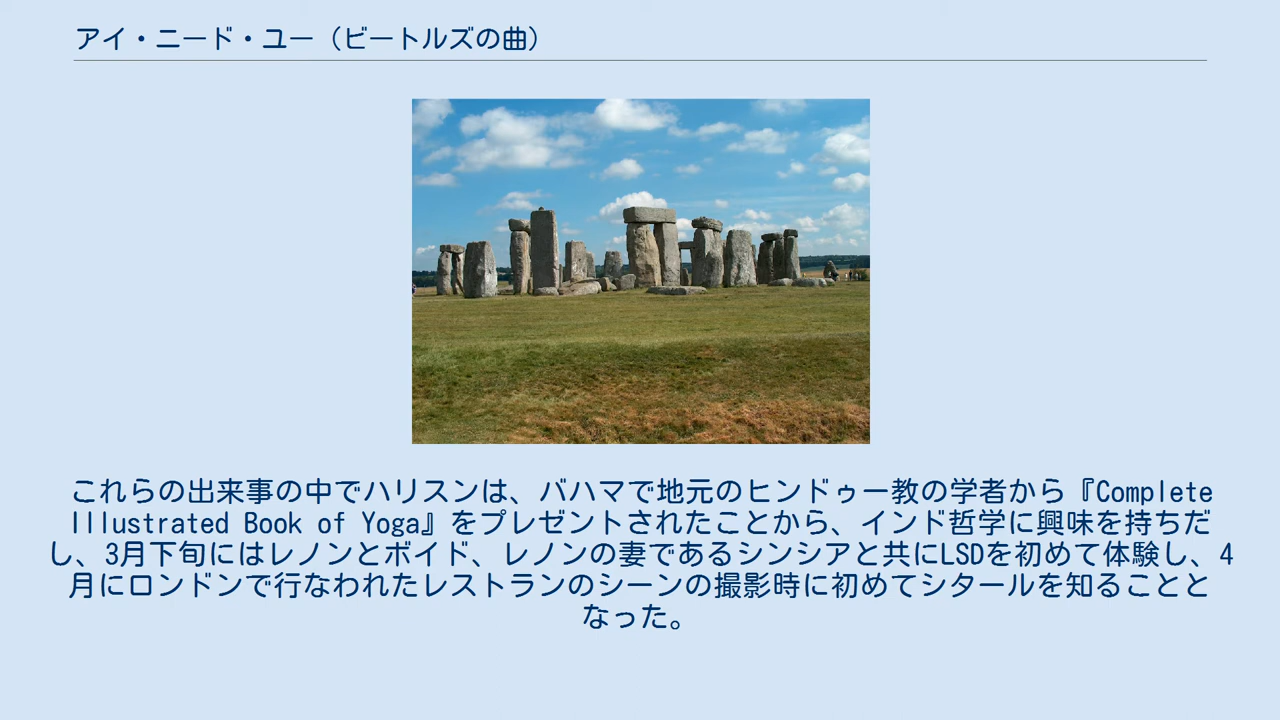 アイ・ニード・ユー（ビートルズの曲）
これらの出来事の中でハリスンは、バハマで地元のヒンドゥー教の学者から『Complete
Illustrated Book of Yoga』をプレゼントされたことから、インド哲学に興味を持ちだ
し、3月下旬にはレノンとボイド、レノンの妻であるシンシアと共にLSDを初めて体験し、4
月にロンドンで行なわれたレストランのシーンの撮影時に初めてシタールを知ることと
なった。